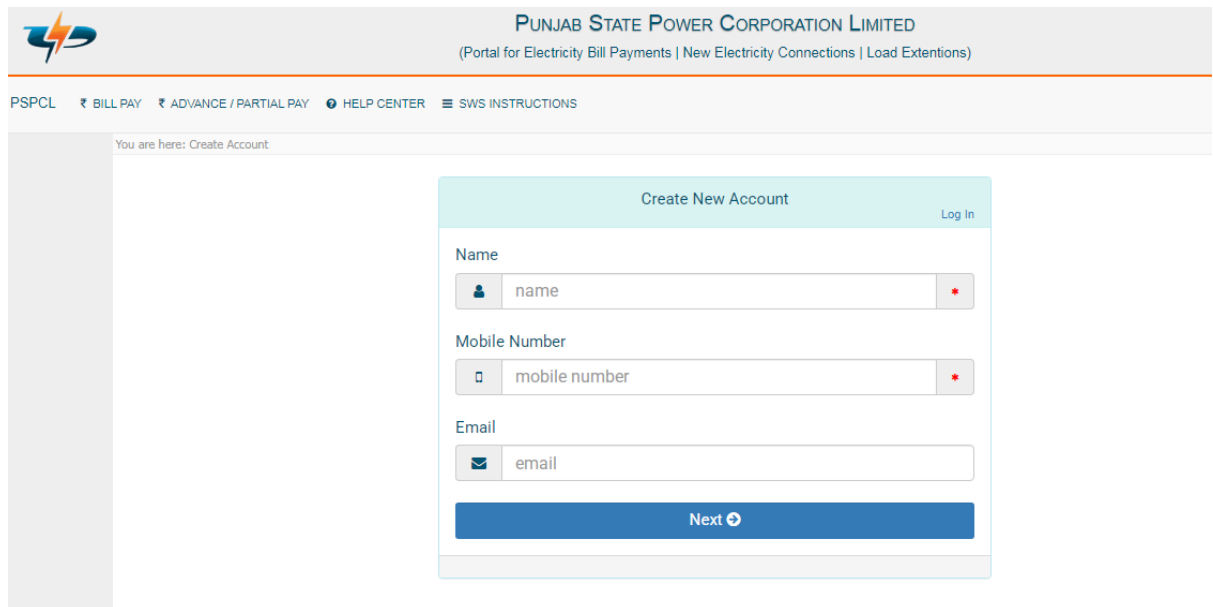 PUNJAB STATE POWER CORPORATION LIMITED
(Portal for Electricity Bill Payments | New Electricity Connections | Load Extentions)
PSPCL ₹ BILL PAY ₹ ADVANCE / PARTIAL PAY HELP CENTER SWS INSTRUCTIONS
You are here: Create Account
Create New Account
Log In
Name
name *
Mobile Number
mobile number *
Email
email
Next